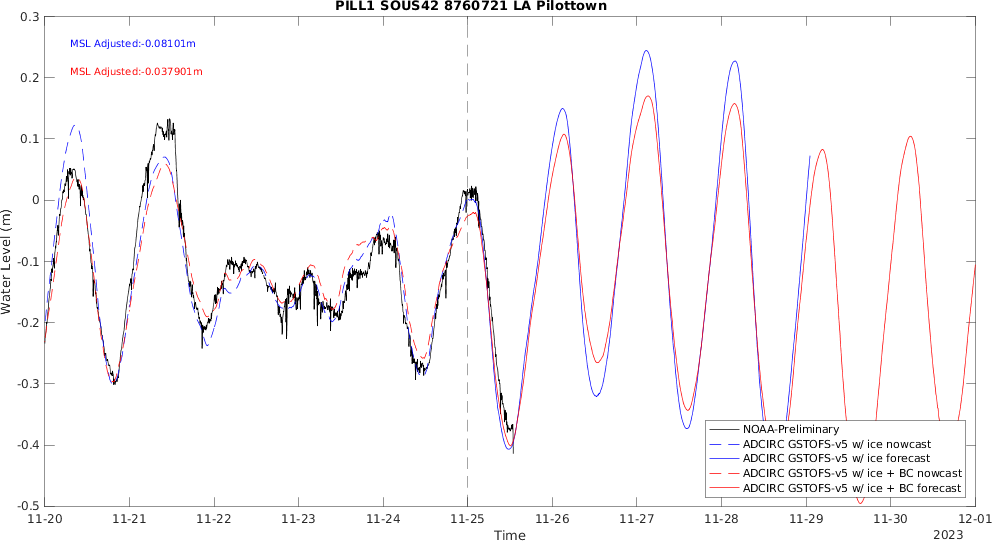 PILL1 SOUS42 8760721 LA Pilottown
MSL Adjusted:-0.08101m
MSL Adjusted:-0.037901m
0.3
0.2
0.1
0
-0.1
-0.2
-0.3
-0.4
-0.5
Water Level (m)
NOAA-Preliminary
ADCIRC GSTOFS-v5 w/ ice nowcast
ADCIRC GSTOFS-v5 w/ ice forecast
ADCIRC GSTOFS-v5 w/ ice + BC nowcast
ADCIRC GSTOFS-v5 w/ ice + BC forecast
11-20 11-21 11-22 11-23 11-24 11-25 11-26 11-27 11-28 11-29 11-30 12-01
Time
2023